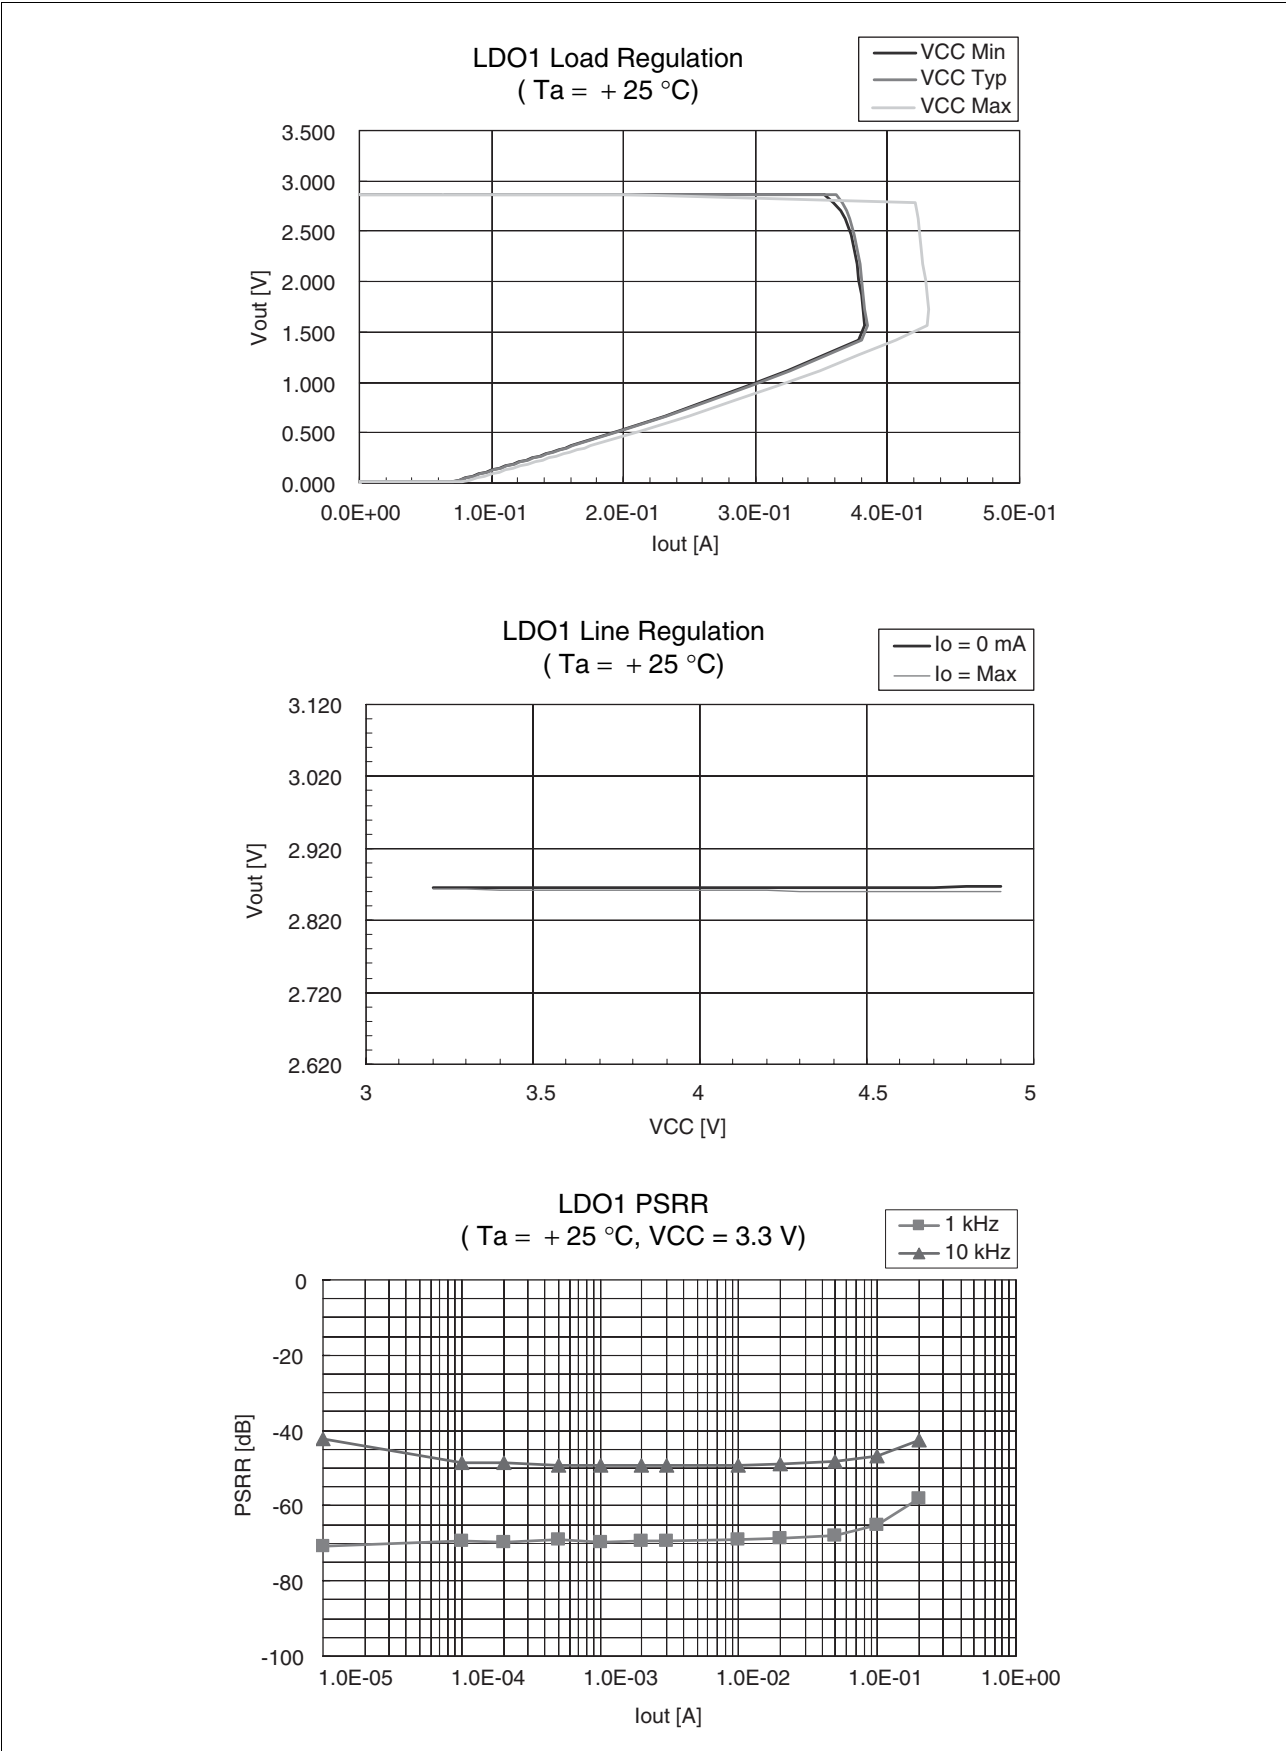 LDO1 Load Regulation
( Ta = + 25 °C)
VCC Min
VCC Typ
VCC Max
3.500
3.000
2.500
2.000
1.500
1.000
0.500
0.000
Vout [V]
0.0E+00 1.0E-01 2.0E-01 3.0E-01 4.0E-01 5.0E-01
Iout [A]
LDO1 Line Regulation
( Ta = + 25 °C)
Io = 0 mA
Io = Max
3.120
3.020
2.920
2.820
2.720
2.620
Vout [V]
3 3.5 4 4.5 5
VCC [V]
LDO1 PSRR
( Ta = + 25 °C, VCC = 3.3 V)
1 kHz
10 kHz
0
-20
-40
-60
-80
-100
PSRR [dB]
1.0E-05 1.0E-04 1.0E-03 1.0E-02 1.0E-01 1.0E+00
Iout [A]